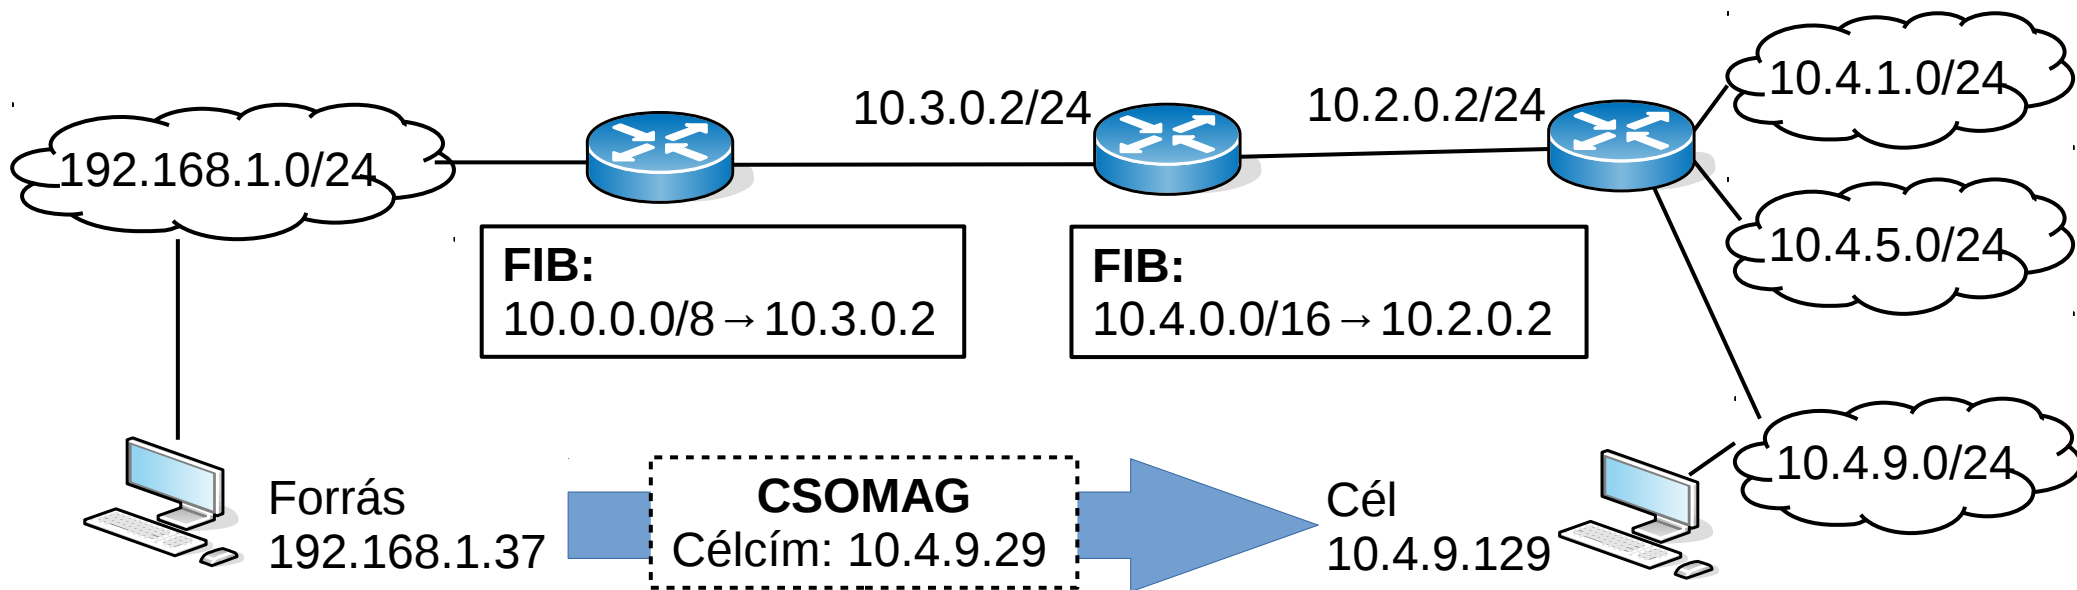 192.168.1.0/24
10.3.0.2/24
10.2.0.2/24
10.4.1.0/24
10.4.5.0/24
10.4.9.0/24
FIB:
10.0.0.0/8→10.3.0.2
FIB:
10.4.0.0/16→10.2.0.2
Forrás
192.168.1.37
CSOMAG
Célcím: 10.4.9.29
Cél
10.4.9.129